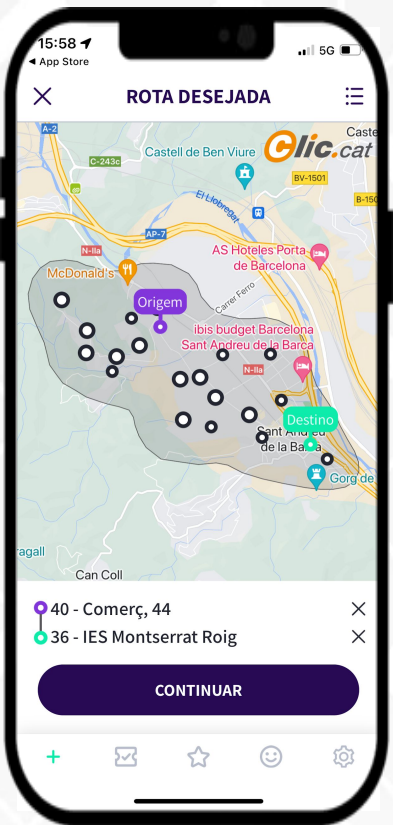 15:58
5G
◀ App Store
ROTA DESEJADA
A-2
C-243c
Castell de Ben Viure
Clic.cat
Caste
BV-1501
B-150
El Llobregat
AP-7
N-IIa
McDonald's
AS Hoteles Porta
de Barcelona
Carrer Ferro
Origem
ibis budget Barcelona
Sant Andreu de la Barca
N-IIa
Destino
Sant Andreu
de la Barca
Gorg de
ragall
Can Coll
40 - Comerç, 44
36 - IES Montserrat Roig
CONTINUAR